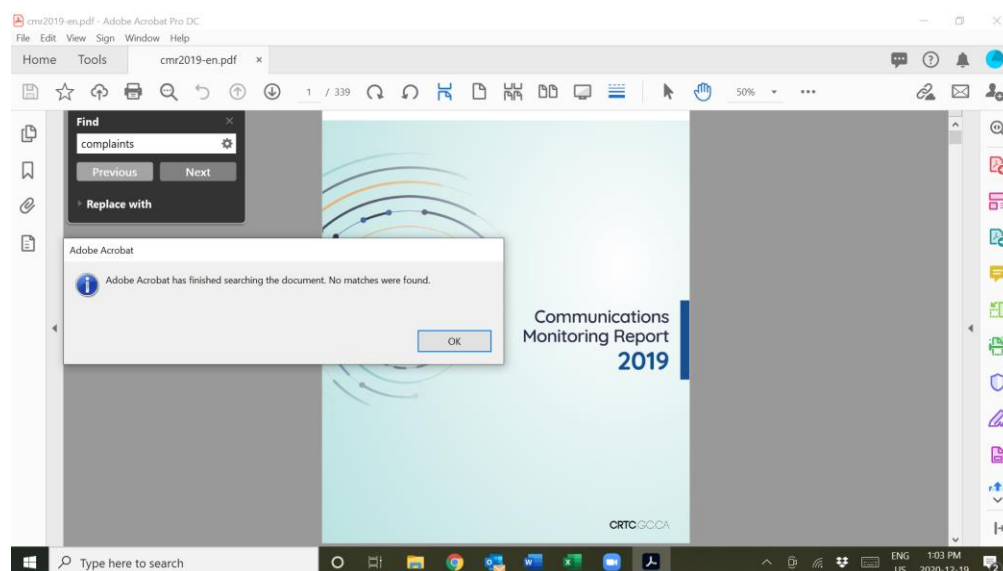 cmr2019-en.pdf - Adobe Acrobat Pro DC
File Edit View Sign Window Help
Home Tools cmr2019-en.pdf ×
1 / 339 50%
Find
complaints
Previous Next
Replace with
Adobe Acrobat
Adobe Acrobat has finished searching the document. No matches were found.
OK
Communications
Monitoring Report
2019
CRTC.GC.CA
Type here to search
ENG 1:03 PM
US 2020-12-19